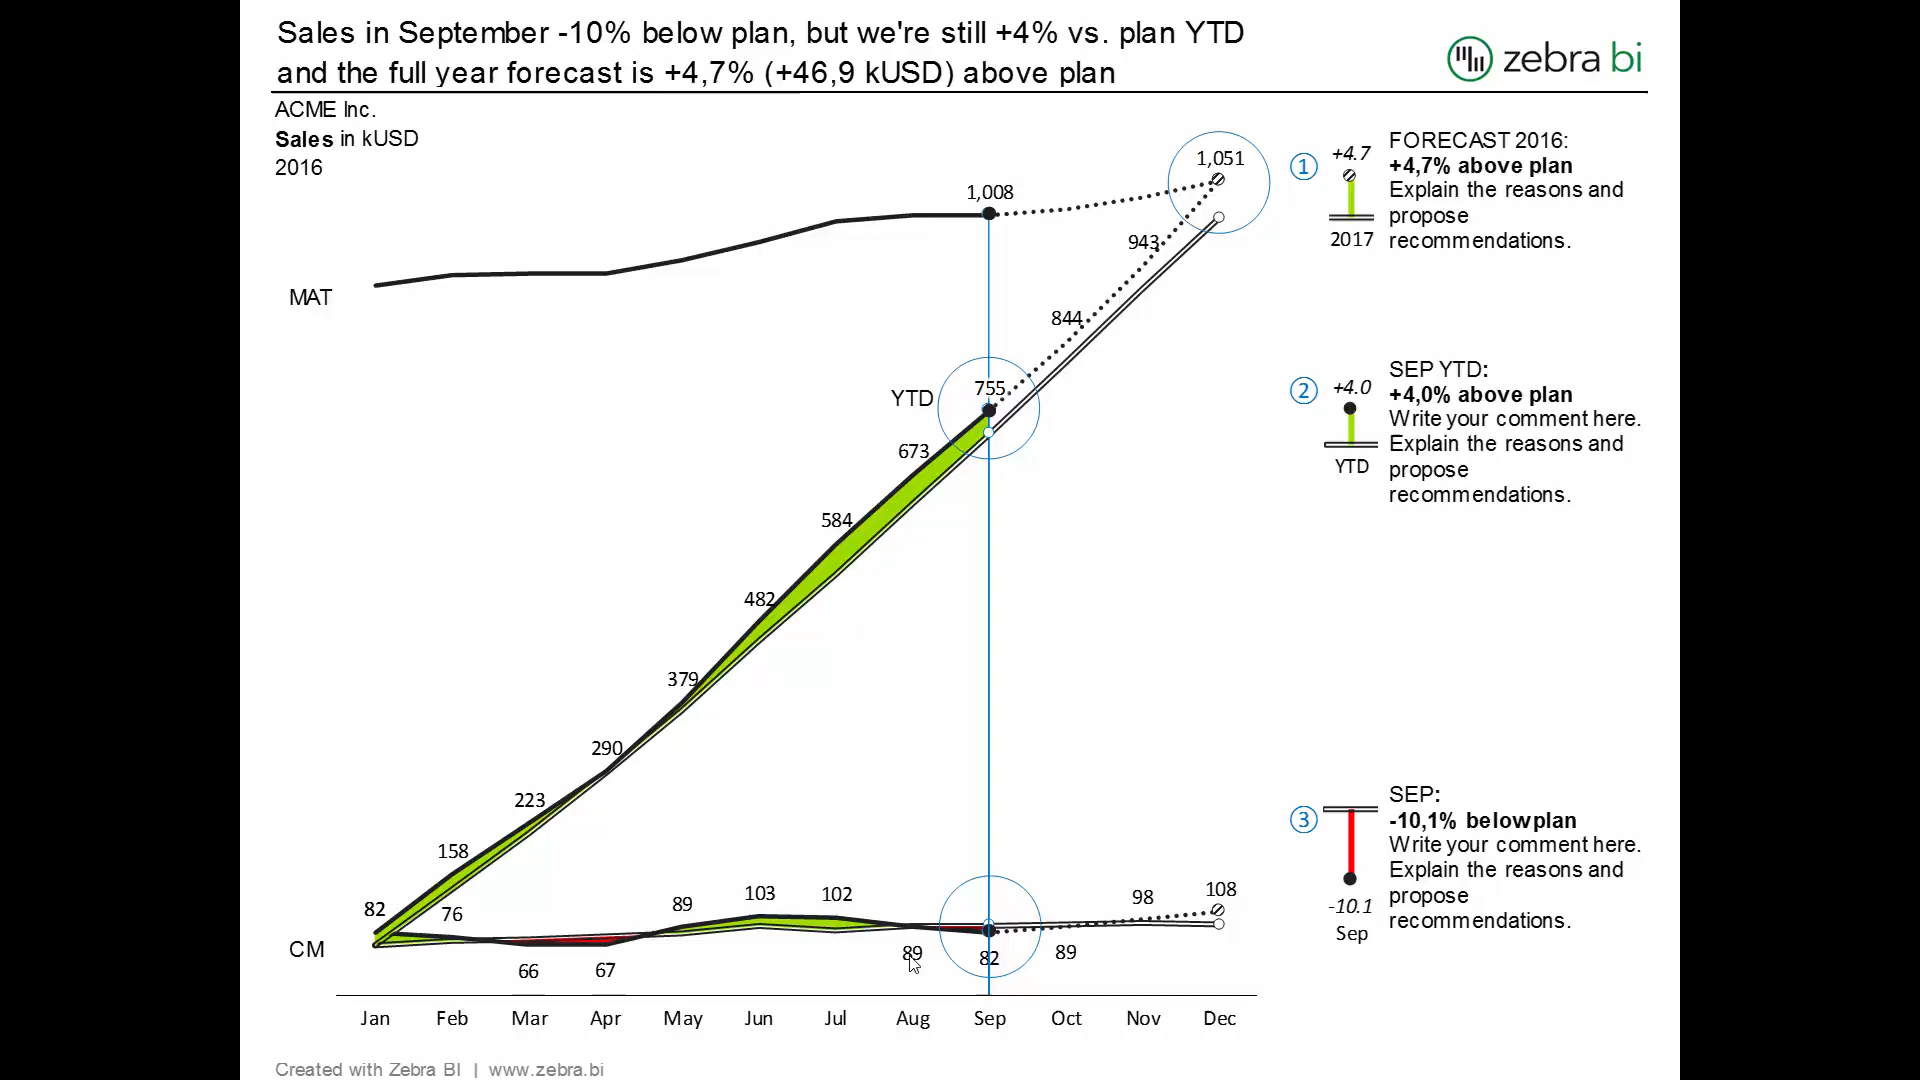 Sales in September -10% below plan, but we're still +4% vs. plan YTD
and the full year forecast is +4,7% (+46,9 kUSD) above plan
zebra bi
ACME Inc.
Sales in kUSD
2016
MAT
1,008
1,051
943
844
YTD
755
673
584
482
379
290
223
158
82
76
66
67
89
103
102
89
82
89
98
108
CM
Jan Feb Mar Apr May Jun Jul Aug Sep Oct Nov Dec
1
+4.7
2017
FORECAST 2016:
+4,7% above plan
Explain the reasons and
propose
recommendations.
2
+4.0
YTD
SEP YTD:
+4,0% above plan
Write your comment here.
Explain the reasons and
propose
recommendations.
3
-10.1
Sep
SEP:
-10,1% below plan
Write your comment here.
Explain the reasons and
propose
recommendations.
Created with Zebra BI | www.zebra.bi